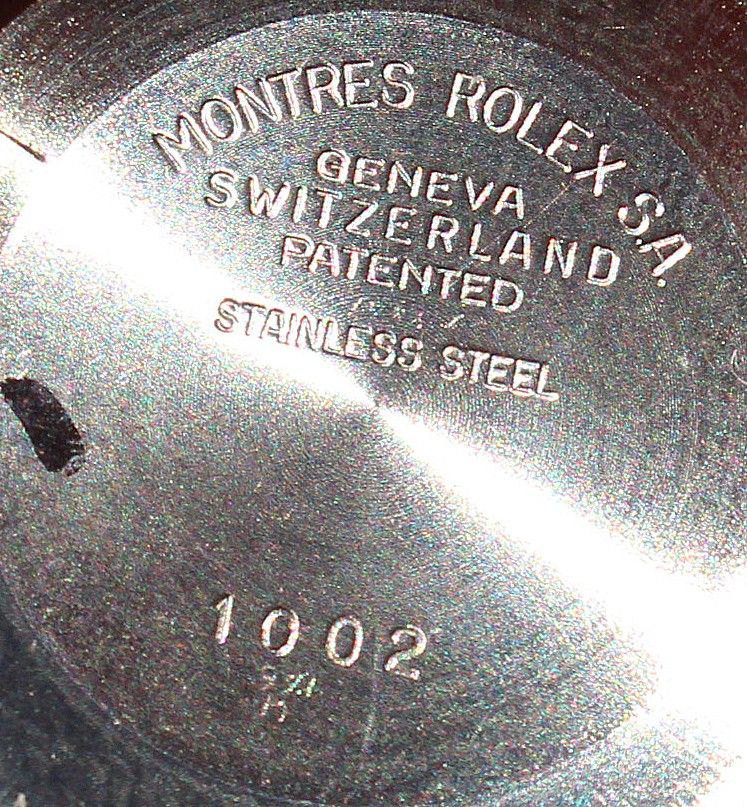 MONTRES ROLEX S.A.
GENEVA
SWITZERLAND
PATENTED
STAINLESS STEEL
1002